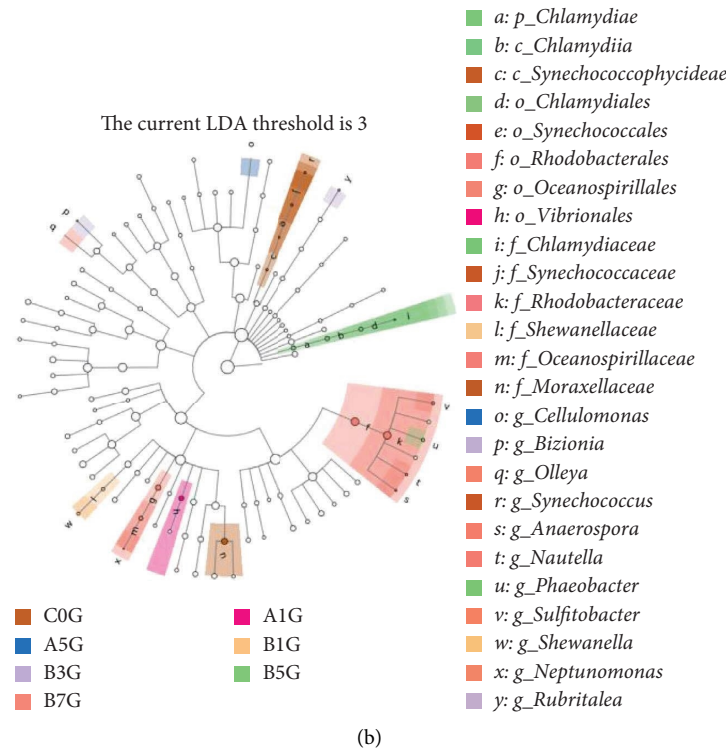 The current LDA threshold is 3
o
r
y
p
q
j
e
c
a
b
d
i
f
k
v
u
t
s
w
l
g
m
x
h
n
C0G
A5G
B3G
B7G
A1G
B1G
B5G
a: p_Chlamydiae
b: c_Chlamydiia
c: c_Synechococcophycideae
d: o_Chlamydiales
e: o_Synechococcales
f: o_Rhodobacterales
g: o_Oceanospirillales
h: o_Vibrionales
i: f_Chlamydiaceae
j: f_Synechococcaceae
k: f_Rhodobacteraceae
l: f_Shewanellaceae
m: f_Oceanospirillaceae
n: f_Moraxellaceae
o: g_Cellulomonas
p: g_Bizionia
q: g_Olleya
r: g_Synechococcus
s: g_Anaerospora
t: g_Nautella
u: g_Phaeobacter
v: g_Sulfitobacter
w: g_Shewanella
x: g_Neptunomonas
y: g_Rubritalea
(b)